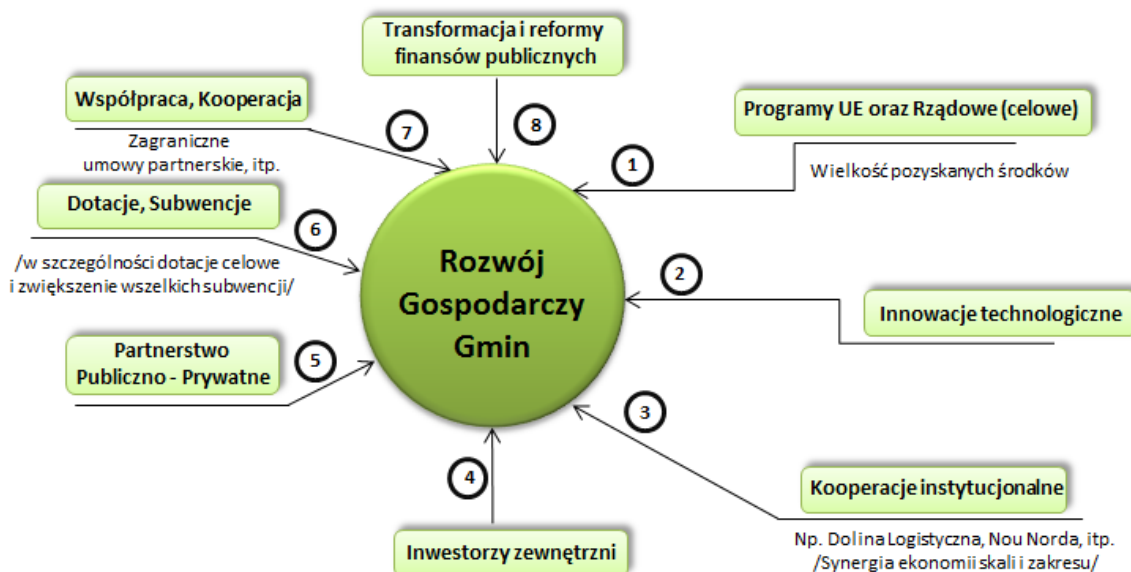 Transformacja i reformy
finansów publicznych
8
Programy UE oraz Rządowe (celowe)
Wielkość pozyskanych środków
1
Innowacje technologiczne
2
Kooperacje instytucjonalne
Np. Dolina Logistyczna, Nou Norda, itp.
/Synergia ekonomii skali i zakresu/
3
Inwestorzy zewnętrzni
4
Partnerstwo
Publiczno - Prywatne
5
Dotacje, Subwencje
/w szczególności dotacje celowe
i zwiększenie wszelkich subwencji/
6
Współpraca, Kooperacja
Zagraniczne
umowy partnerskie, itp.
7
Rozwój
Gospodarczy
Gmin